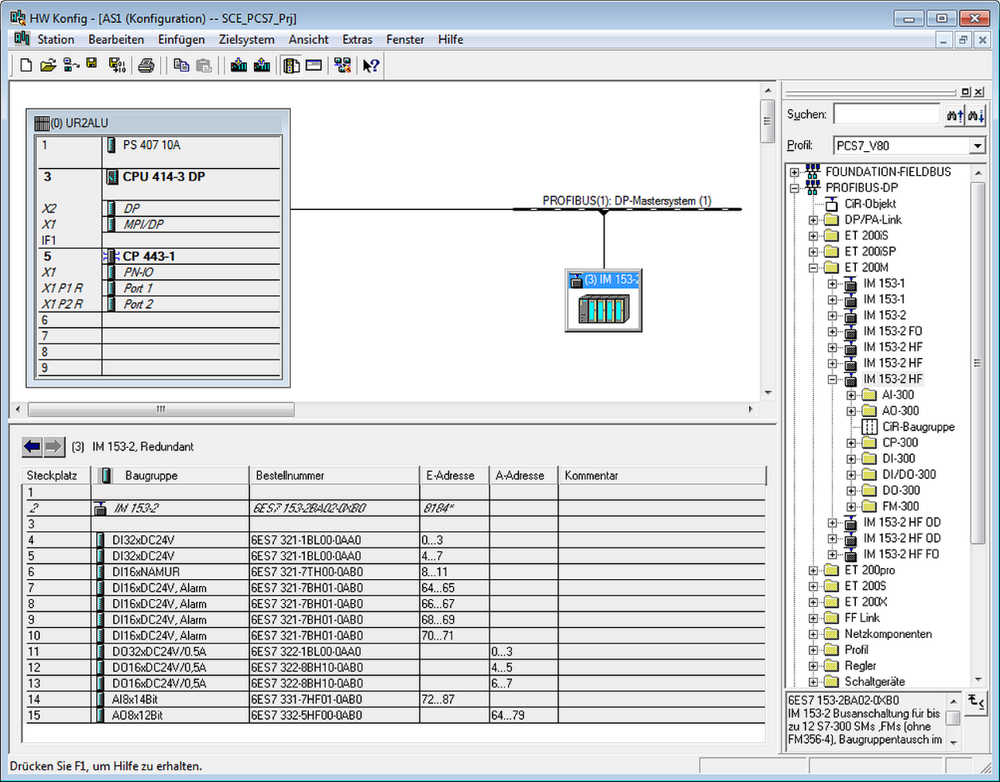 HW Konfig - [AS1 (Konfiguration) -- SCE_PCS7_Prj]
Station Bearbeiten Einfügen Zielsystem Ansicht Extras Fenster Hilfe
(0) UR2ALU
1 PS 407 10A
3 CPU 414-3 DP
X2 DP
X1 MPI/DP
IF1
5 CP 443-1
X1 PN-IO
X1 P1 R Port 1
X1 P2 R Port 2
6
7
8
9
PROFIBUS(1): DP-Mastersystem (1)
(3) IM 153-2
Suchen:
Profil: PCS7_V80
FOUNDATION-FIELDBUS
PROFIBUS-DP
CiR-Objekt
DP/PA-Link
ET 200iS
ET 200iSP
ET 200M
IM 153-1
IM 153-1
IM 153-2
IM 153-2 FO
IM 153-2 HF
IM 153-2 HF
IM 153-2 HF
AI-300
AO-300
CiR-Baugruppe
CP-300
DI-300
DI/DO-300
DO-300
FM-300
IM 153-2 HF OD
IM 153-2 HF OD
IM 153-2 HF FO
ET 200pro
ET 200S
ET 200X
FF Link
Netzkomponenten
Profil
Regler
Schaltgeräte
6ES7 153-2BA02-0XB0
IM 153-2 Busanschaltung für bis
zu 12 S7-300 SMs ,FMs (ohne
FM356-4), Baugruppentausch im
(3) IM 153-2, Redundant
Steckplatz Baugruppe Bestellnummer E-Adresse A-Adresse Kommentar
1
2 IM 153-2 6ES7 153-2BA02-0XB0 8184*
3
4 DI32xDC24V 6ES7 321-1BL00-0AA0 0...3
5 DI32xDC24V 6ES7 321-1BL00-0AA0 4...7
6 DI16xNAMUR 6ES7 321-7TH00-0AB0 8...11
7 DI16xDC24V, Alarm 6ES7 321-7BH01-0AB0 64...65
8 DI16xDC24V, Alarm 6ES7 321-7BH01-0AB0 66...67
9 DI16xDC24V, Alarm 6ES7 321-7BH01-0AB0 68...69
10 DI16xDC24V, Alarm 6ES7 321-7BH01-0AB0 70...71
11 DO32xDC24V/0.5A 6ES7 322-1BL00-0AA0 0...3
12 DO16xDC24V/0,5A 6ES7 322-8BH10-0AB0 4...5
13 DO16xDC24V/0,5A 6ES7 322-8BH10-0AB0 6...7
14 AI8x14Bit 6ES7 331-7HF01-0AB0 72...87
15 AO8x12Bit 6ES7 332-5HF00-0AB0 64...79
Drücken Sie F1, um Hilfe zu erhalten.